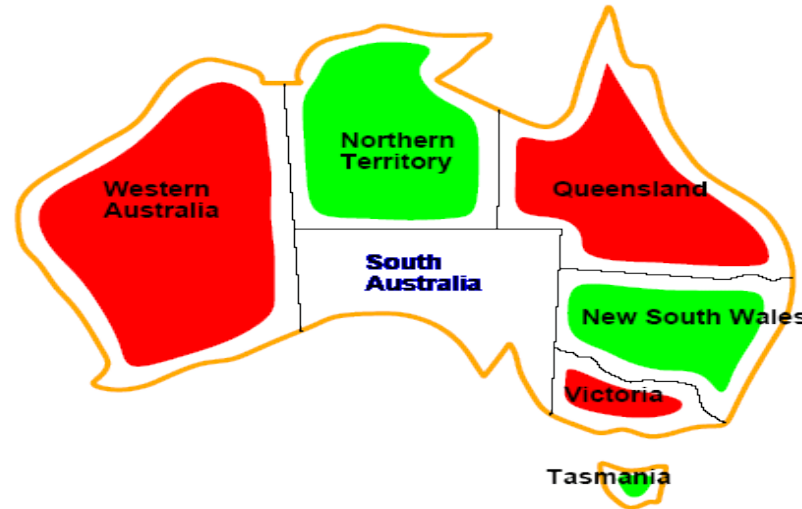 Northern
Territory
Western
Australia
Queensland
South
Australia
New South Wales
Victoria
Tasmania